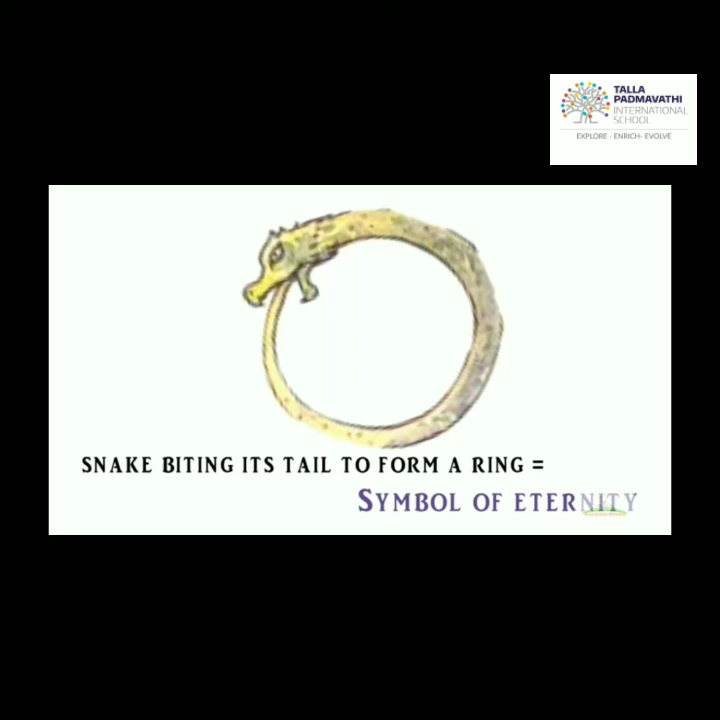 TALLA
PADMAVATHI
INTERNATIONAL
SCHOOL
EXPLORE - ENRICH- EVOLVE
SNAKE BITING ITS TAIL TO FORM A RING =
SYMBOL OF ETERNITY